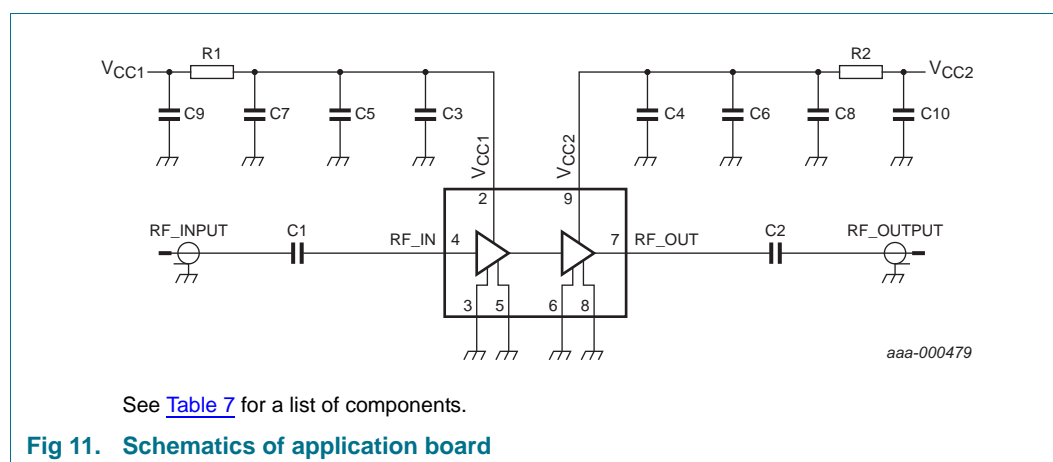 R1
R2
VCC1
VCC2
C9
C7
C5
C3
C4
C6
C8
C10
VCC1
VCC2
2
9
RF_INPUT
C1
RF_IN
4
7
RF_OUT
C2
RF_OUTPUT
3
5
6
8
aaa-000479
See Table 7 for a list of components.
Fig 11. Schematics of application board